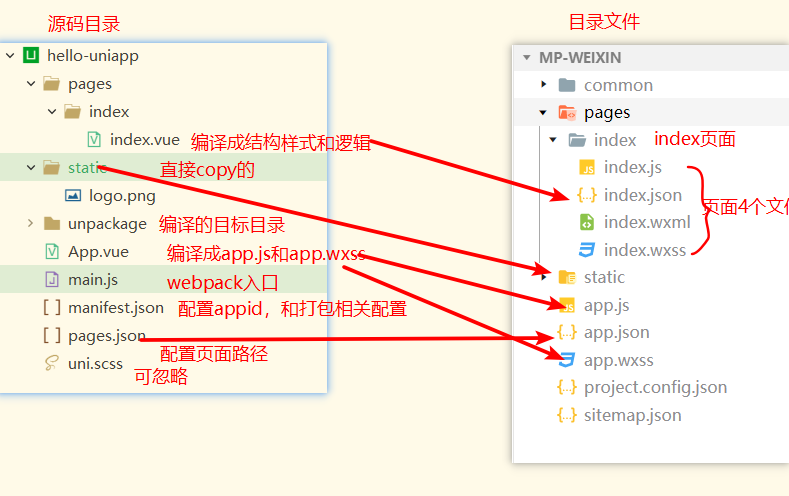 源码目录
hello-uniapp
pages
index
index.vue 编译成结构样式和逻辑
static 直接copy的
logo.png
unpackage 编译的目标目录
App.vue 编译成app.js和app.wxss
main.js webpack入口
manifest.json 配置appid，和打包相关配置
pages.json
配置页面路径
uni.scss 可忽略
目录文件
MP-WEIXIN
common
pages
index index页面
index.js
index.json
页面4个文
index.wxml
index.wxss
static
app.js
app.json
app.wxss
project.config.json
sitemap.json